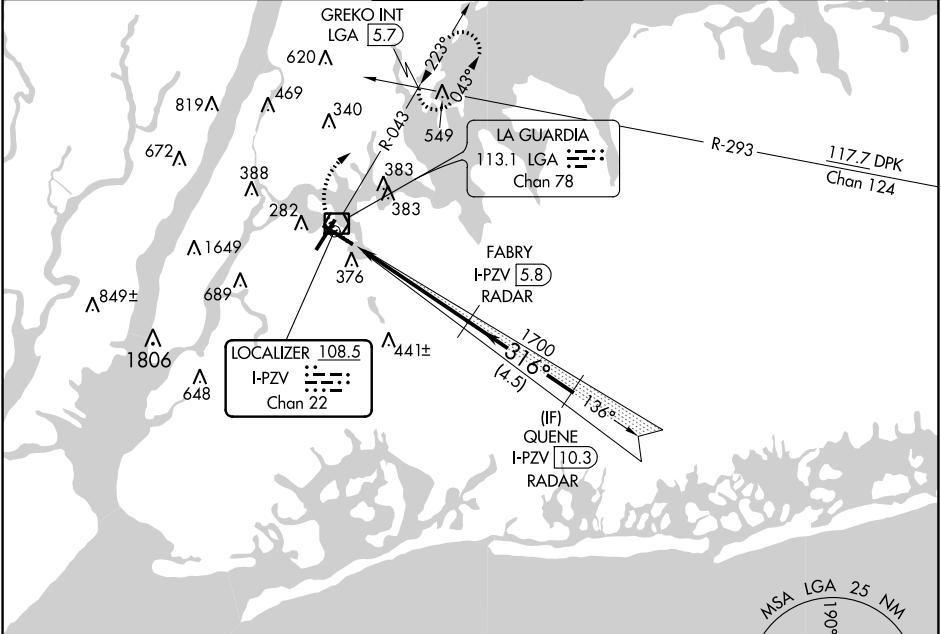 GREKO INT
LGA 5.7
620
223°
043°
819
469
340
549
R-043
672
388
383
383
LA GUARDIA
113.1 LGA
Chan 78
R-293
117.7 DPK
Chan 124
282
1649
376
689
849±
1806
648
441±
FABRY
I-PZV 5.8
RADAR
LOCALIZER 108.5
I-PZV
Chan 22
1700
316°
(4.5)
136°
(IF)
QUENE
I-PZV 10.3
RADAR
MSA LGA 25 NM
190°